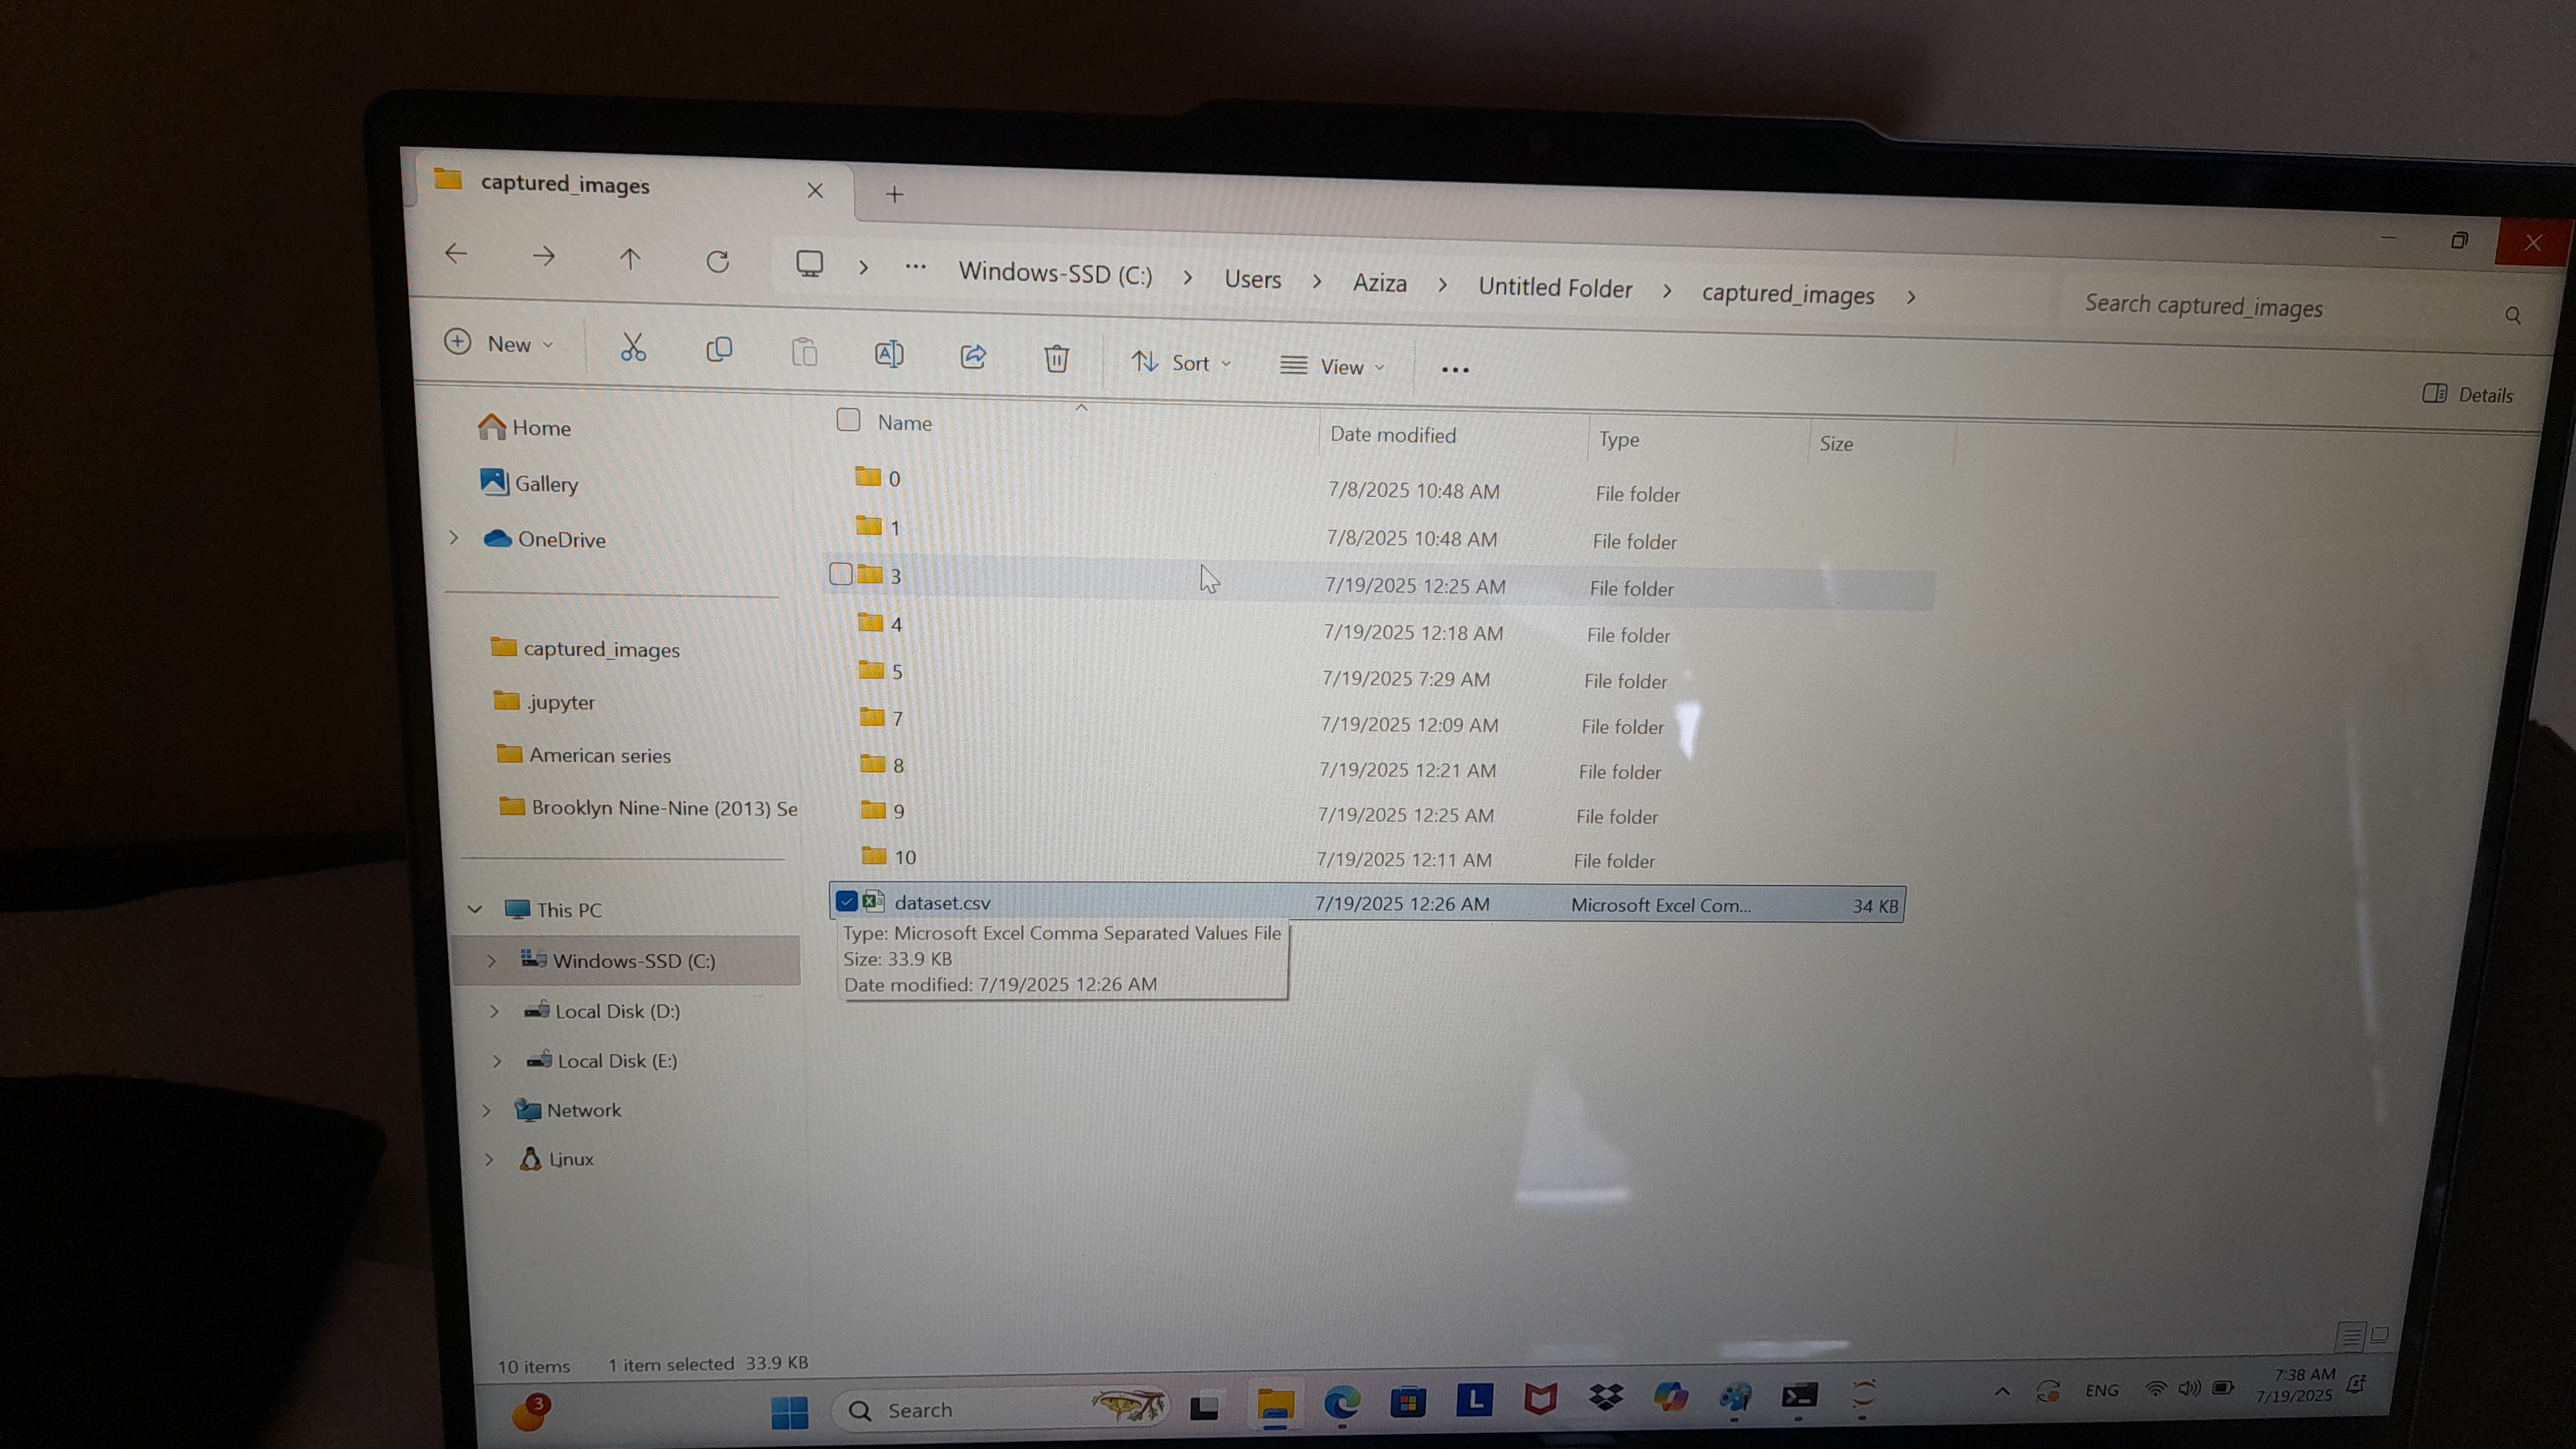 captured_images
Windows-SSD (C:) > Users > Aziza > Untitled Folder > captured_images >
Search captured_images
New
Sort
View
Details
Home
Gallery
OneDrive
captured_images
.jupyter
American series
Brooklyn Nine-Nine (2013) Se
This PC
Windows-SSD (C:)
Local Disk (D:)
Local Disk (E:)
Network
Linux
Name Date modified Type Size
0 7/8/2025 10:48 AM File folder
1 7/8/2025 10:48 AM File folder
3 7/19/2025 12:25 AM File folder
4 7/19/2025 12:18 AM File folder
5 7/19/2025 7:29 AM File folder
7 7/19/2025 12:09 AM File folder
8 7/19/2025 12:21 AM File folder
9 7/19/2025 12:25 AM File folder
10 7/19/2025 12:11 AM File folder
dataset.csv 7/19/2025 12:26 AM Microsoft Excel Com... 34 KB
Type: Microsoft Excel Comma Separated Values File
Size: 33.9 KB
Date modified: 7/19/2025 12:26 AM
10 items 1 item selected 33.9 KB
3
Search
L
ENG
7:38 AM
7/19/2025